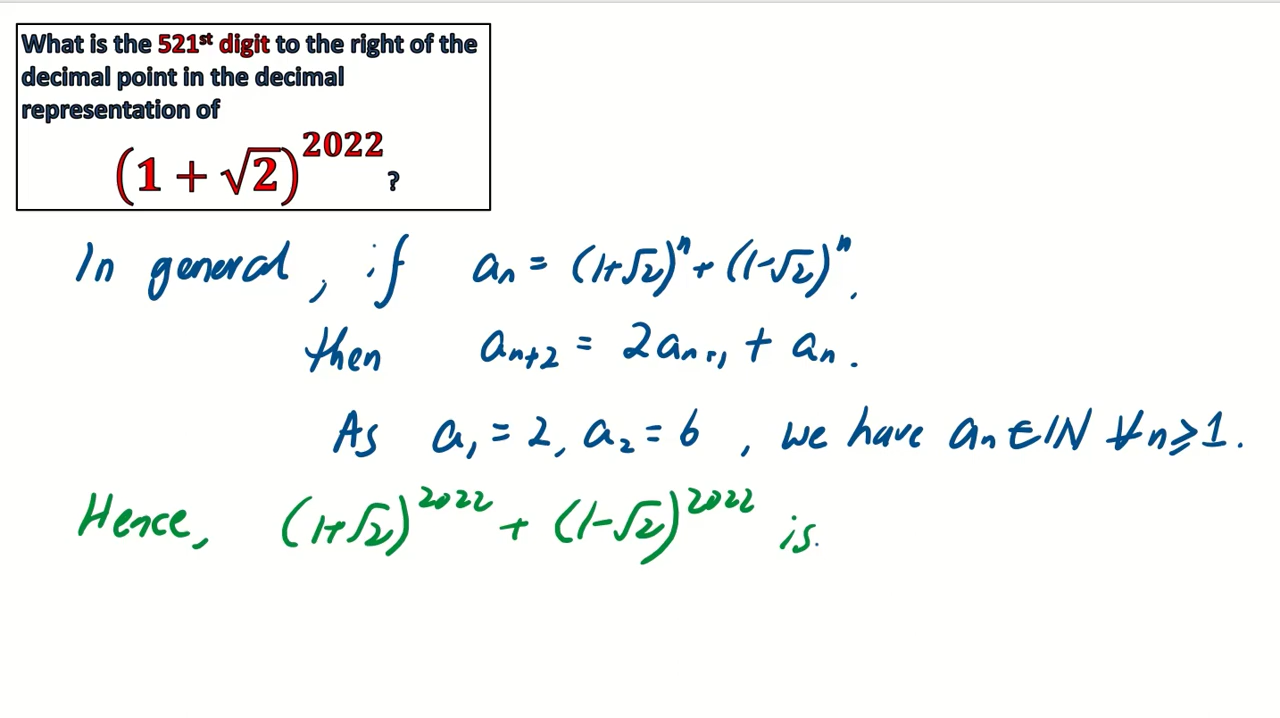 What is the 521ˢᵗ digit to the right of the
decimal point in the decimal
representation of
(1 + √2)²⁰²² ?
In general, if aₙ = (1+√2)ⁿ + (1-√2)ⁿ.
then aₙ₊₂ = 2aₙ₊₁ + aₙ.
As a₁ = 2, a₂ = 6, we have aₙ ∈ ℕ ∀n ⩾ 1.
Hence, (1+√2)²⁰²² + (1-√2)²⁰²² is